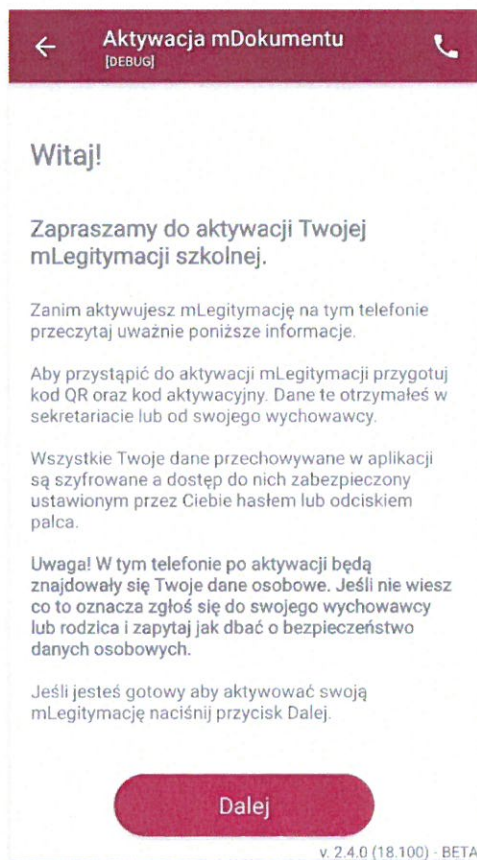 Aktywacja mDokumentu
[DEBUG]
Witaj!
Zapraszamy do aktywacji Twojej
mLegitymacji szkolnej.
Zanim aktywujesz mLegitymację na tym telefonie
przeczytaj uważnie poniższe informacje.
Aby przystąpić do aktywacji mLegitymacji przygotuj
kod QR oraz kod aktywacyjny. Dane te otrzymałeś w
sekretariacie lub od swojego wychowawcy.
Wszystkie Twoje dane przechowywane w aplikacji
są szyfrowane a dostęp do nich zabezpieczony
ustawionym przez Ciebie hasłem lub odciskiem
palca.
Uwaga! W tym telefonie po aktywacji będą
znajdowały się Twoje dane osobowe. Jeśli nie wiesz
co to oznacza zgłoś się do swojego wychowawcy
lub rodzica i zapytaj jak dbać o bezpieczeństwo
danych osobowych.
Jeśli jesteś gotowy aby aktywować swoją
mLegitymację naciśnij przycisk Dalej.
Dalej
v. 2.4.0 (18.100) - BETA